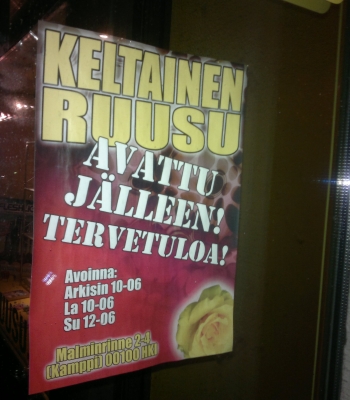 KELTAINEN
RUUSU
AVATTU
JÄLLEEN!
TERVETULOA!
Avoinna:
Arkisin 10-06
La 10-06
Su 12-06
Malminrinne 2-4
(Kamppi) 00100 HKI